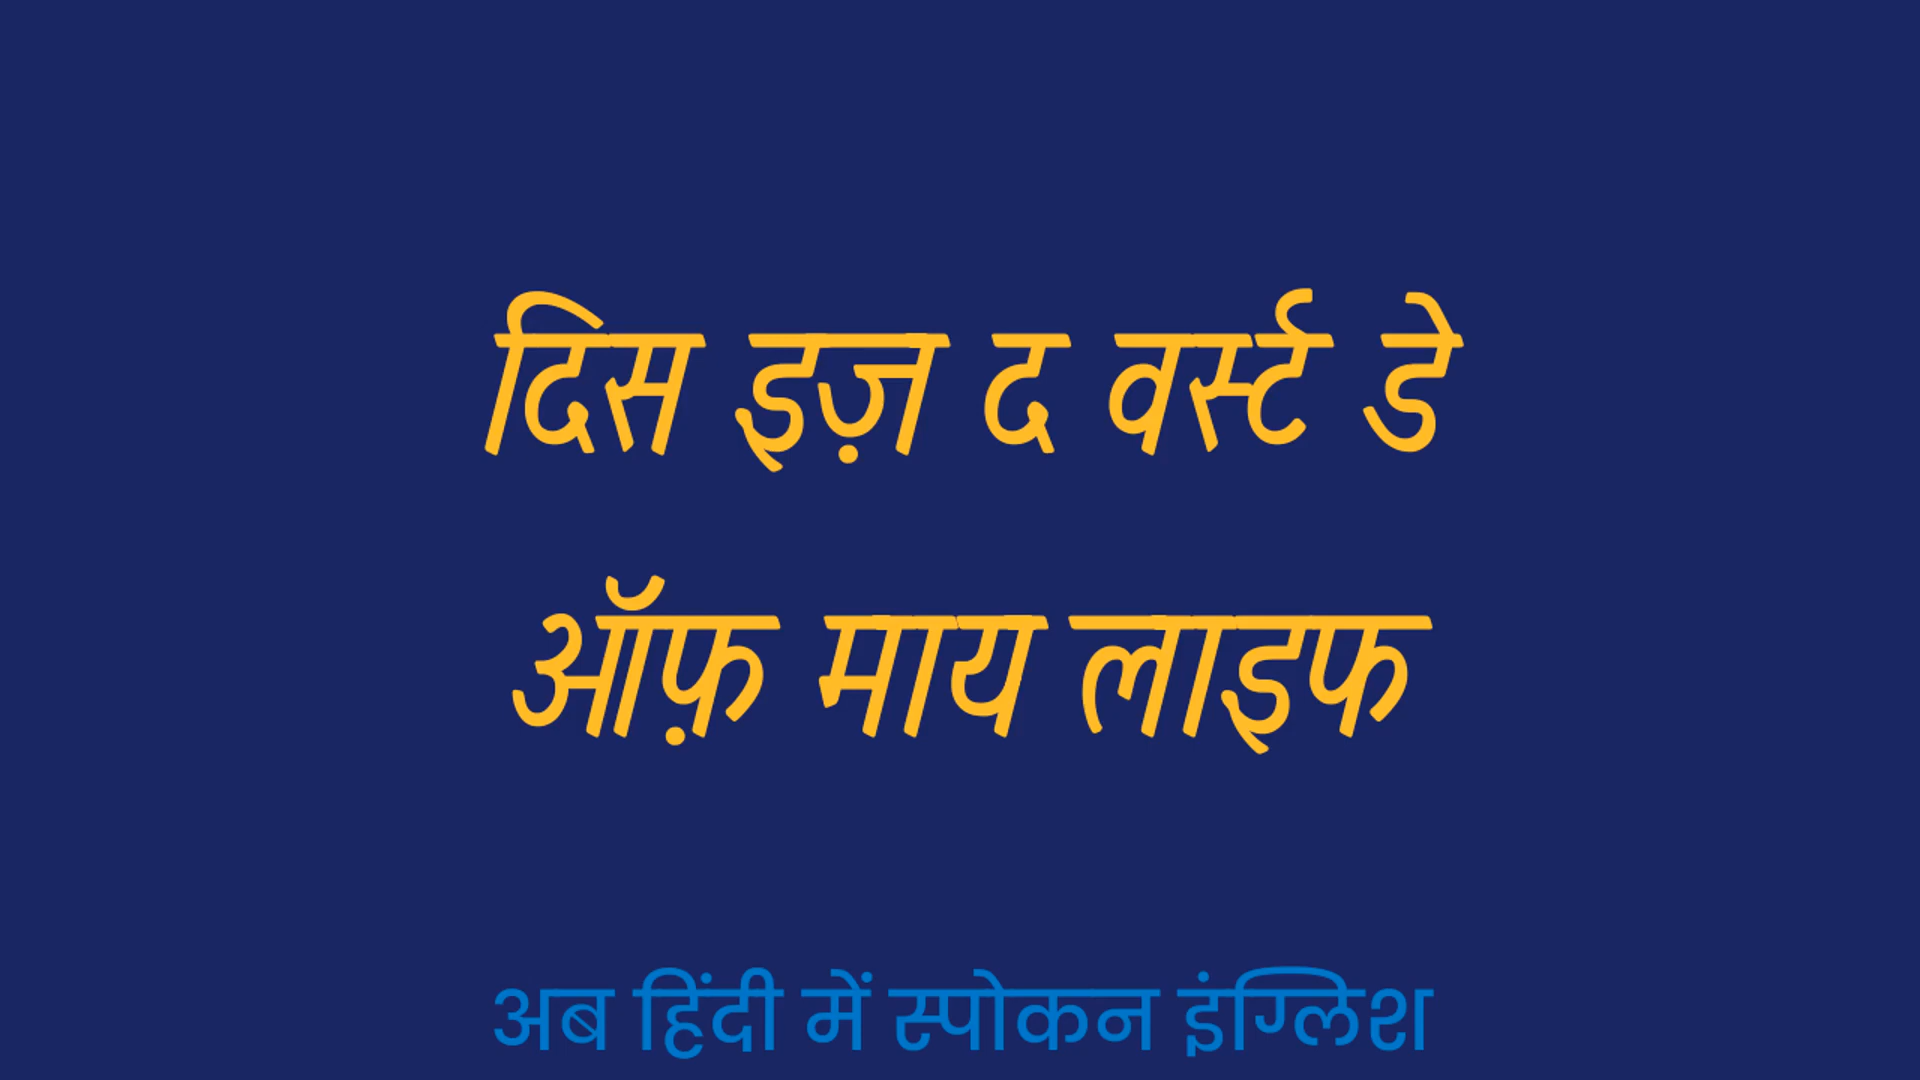 दिस इज़ द वर्स्ट डे
ऑफ़ माय लाइफ
अब हिंदी में स्पोकन इंग्लिश